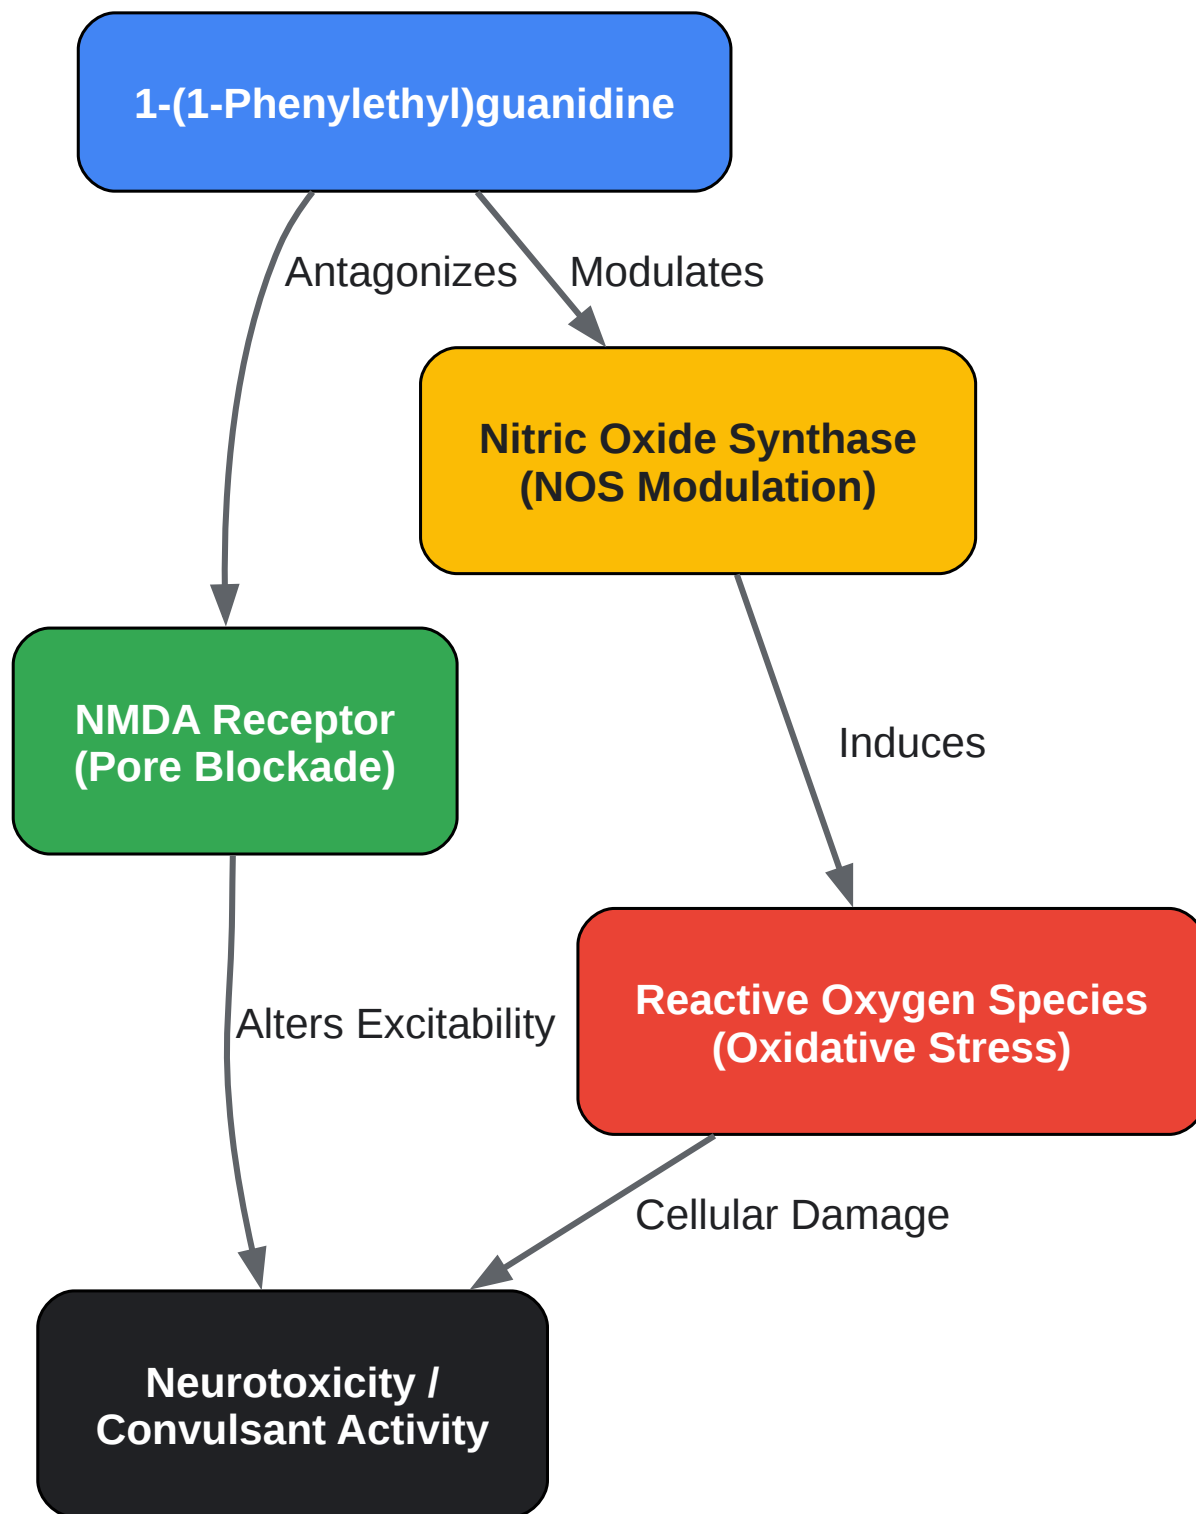 1-(1-Phenylethyl)guanidine
Antagonizes
Modulates
Nitric Oxide Synthase
(NOS Modulation)
NMDA Receptor
(Pore Blockade)
Induces
Reactive Oxygen Species
(Oxidative Stress)
Alters Excitability
Cellular Damage
Neurotoxicity /
Convulsant Activity